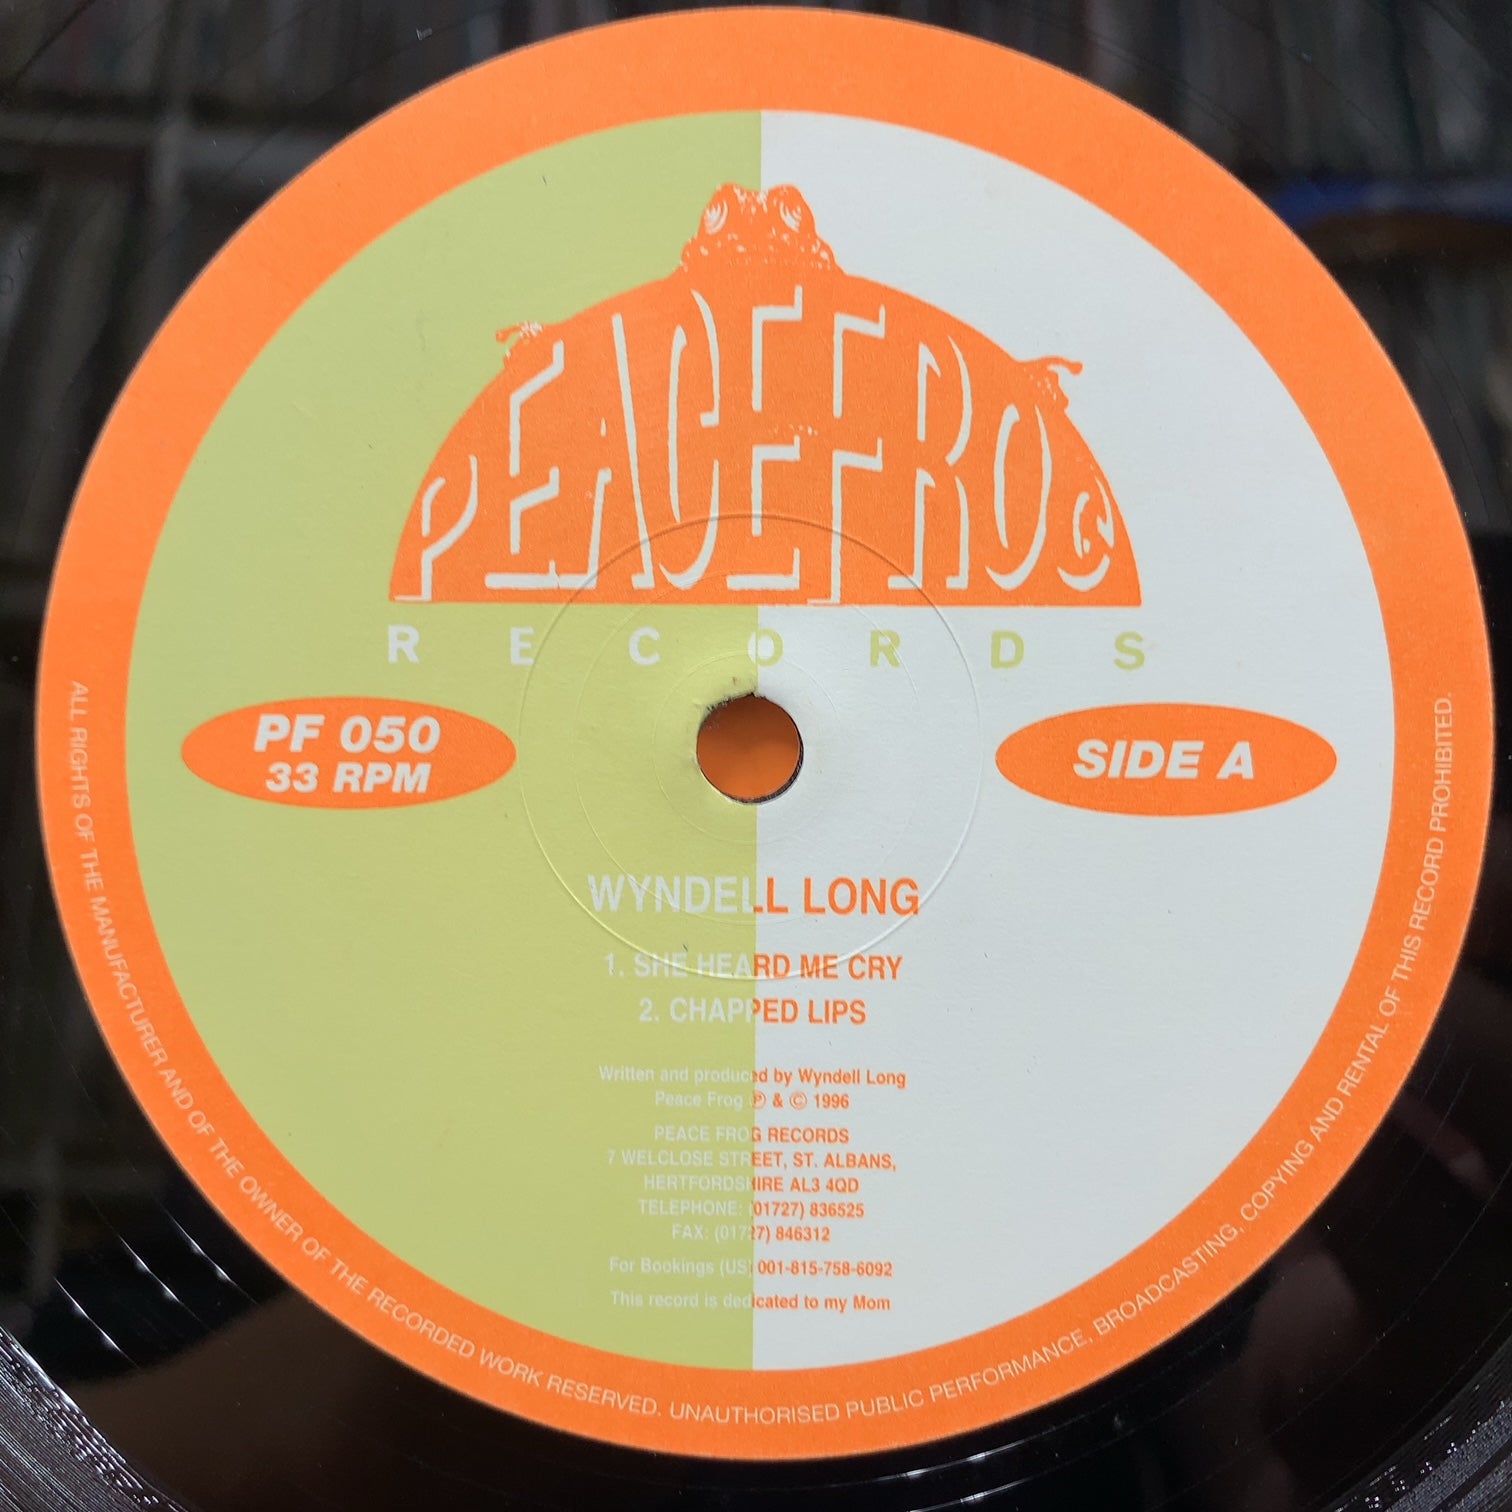 PEACEFROG
RECORDS
PF 050
33 RPM
SIDE A
WYNDELL LONG
1. SHE HEARD ME CRY
2. CHAPPED LIPS
Written and produced by Wyndell Long
Peace Frog ℗ & © 1996
PEACE FROG RECORDS
7 WELCLOSE STREET, ST. ALBANS,
HERTFORDSHIRE AL3 4QD
TELEPHONE: (01727) 836525
FAX: (01727) 846312
For Bookings (US) 001-815-758-6092
This record is dedicated to my Mom
ALL RIGHTS OF THE MANUFACTURER AND OF THE OWNER OF THE RECORDED WORK RESERVED. UNAUTHORISED PUBLIC PERFORMANCE, BROADCASTING, COPYING AND RENTAL OF THIS RECORD PROHIBITED.